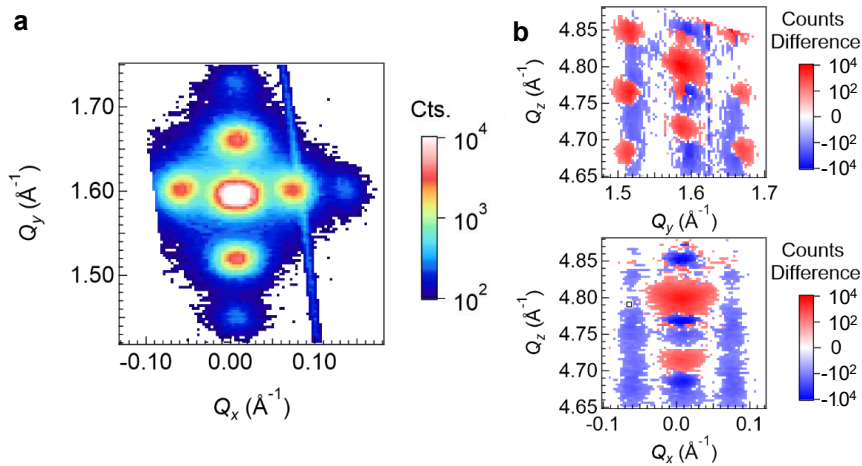 a
1.70
1.60
1.50
Qy (Å⁻¹)
-0.10 0.00 0.10
Qx (Å⁻¹)
Cts.
10⁴
10³
10²
b
4.85
4.80
4.75
4.70
4.65
Qz (Å⁻¹)
1.5 1.6 1.7
Qy (Å⁻¹)
Counts
Difference
10⁴
10²
0
-10²
-10⁴
4.85
4.80
4.75
4.70
4.65
Qz (Å⁻¹)
-0.1 0.0 0.1
Qx (Å⁻¹)
Counts
Difference
10⁴
10²
0
-10²
-10⁴